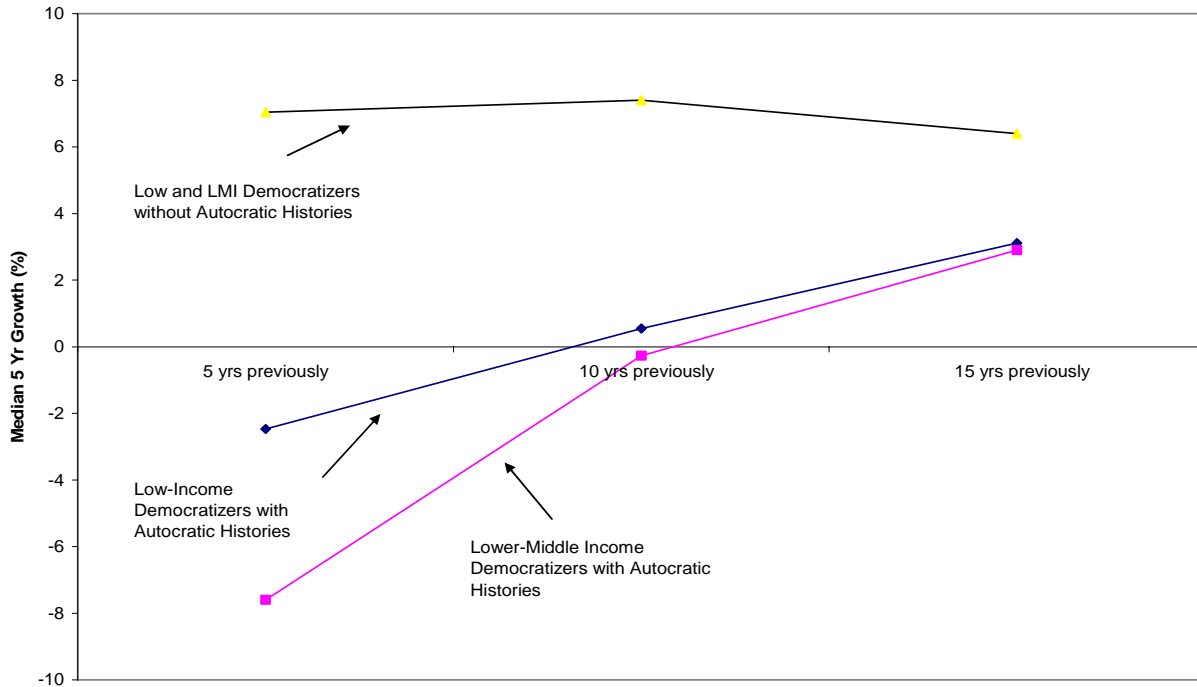 10
8
6
4
2
0
-2
-4
-6
-8
-10
Median 5 Yr Growth (%)
5 yrs previously
10 yrs previously
15 yrs previously
Low and LMI Democratizers
without Autocratic Histories
Low-Income
Democratizers with
Autocratic Histories
Lower-Middle Income
Democratizers with Autocratic
Histories